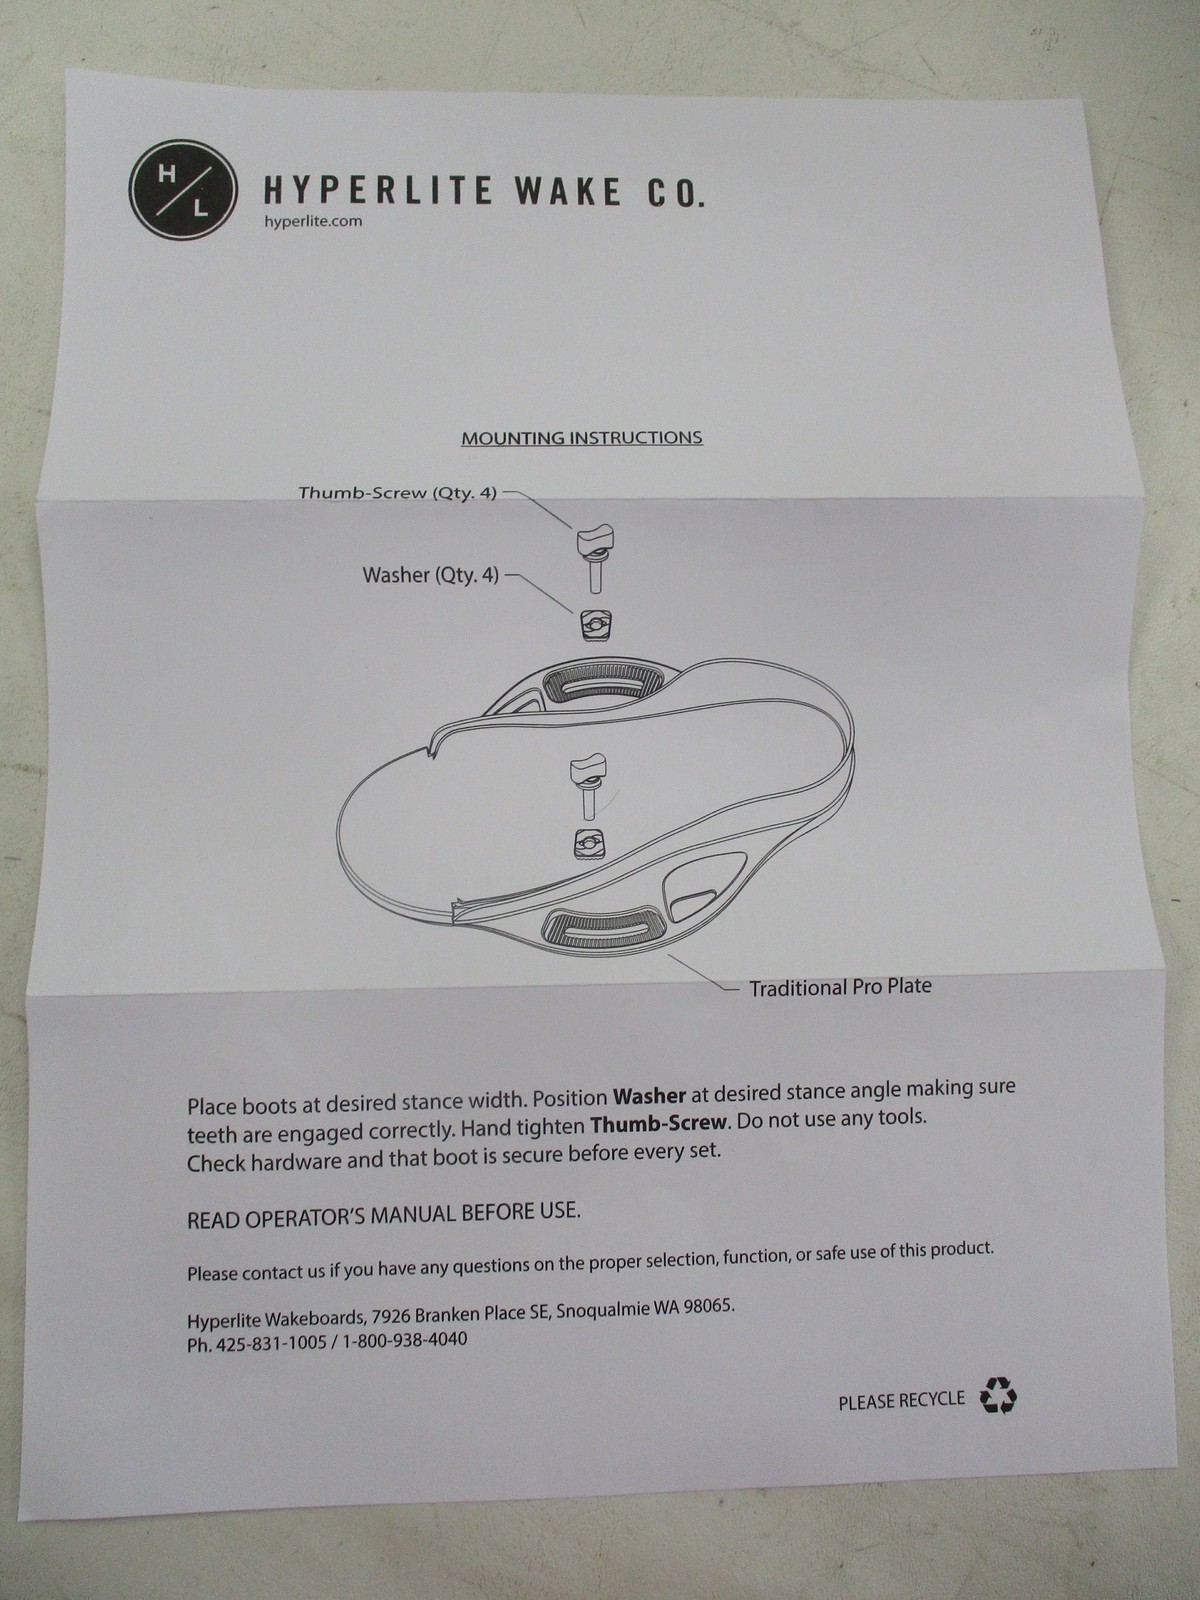 H
L
HYPERLITE WAKE CO.
hyperlite.com
MOUNTING INSTRUCTIONS
Thumb-Screw (Qty. 4)
Washer (Qty. 4)
Traditional Pro Plate
Place boots at desired stance width. Position Washer at desired stance angle making sure
teeth are engaged correctly. Hand tighten Thumb-Screw. Do not use any tools.
Check hardware and that boot is secure before every set.
READ OPERATOR'S MANUAL BEFORE USE.
Please contact us if you have any questions on the proper selection, function, or safe use of this product.
Hyperlite Wakeboards, 7926 Branken Place SE, Snoqualmie WA 98065.
Ph. 425-831-1005 / 1-800-938-4040
PLEASE RECYCLE